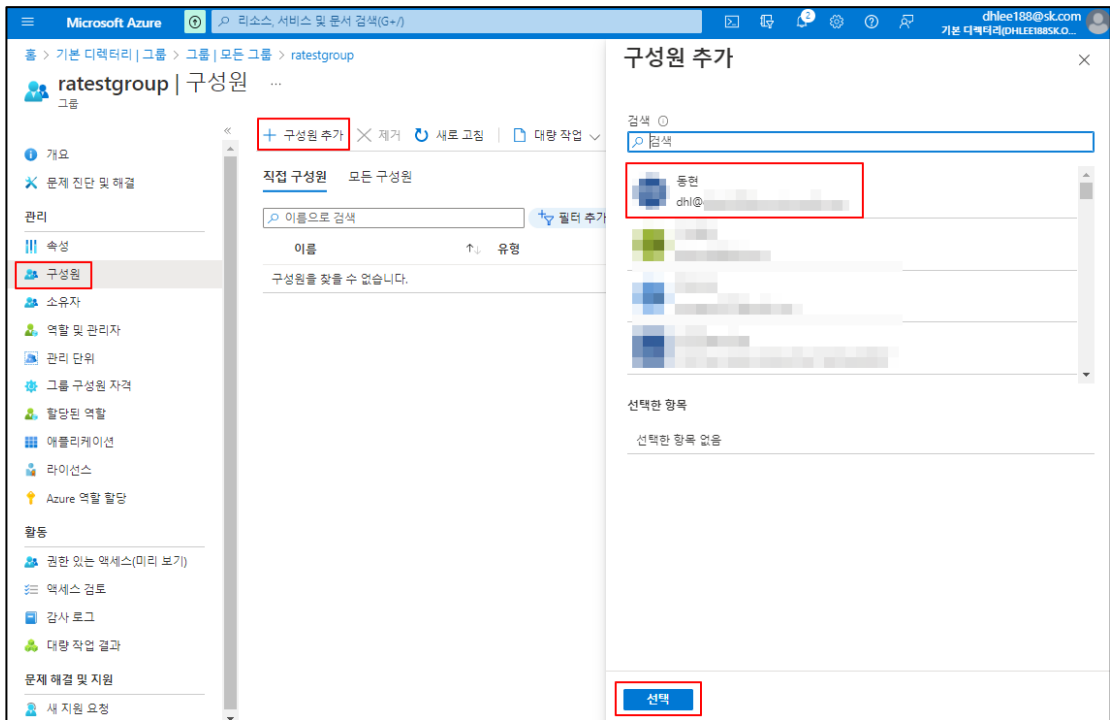 Microsoft Azure
리소스, 서비스 및 문서 검색(G+/)
2
dhlee188@sk.com
기본 디렉터리(DHLEE188SK.O...
홈 > 기본 디렉터리 | 그룹 > 그룹 | 모든 그룹 > ratestgroup
ratestgroup | 구성원 ...
그룹
개요
문제 진단 및 해결
관리
속성
구성원
소유자
역할 및 관리자
관리 단위
그룹 구성원 자격
할당된 역할
애플리케이션
라이선스
Azure 역할 할당
활동
권한 있는 액세스(미리 보기)
액세스 검토
감사 로그
대량 작업 결과
문제 해결 및 지원
새 지원 요청
+ 구성원 추가
제거
새로 고침
대량 작업
직접 구성원
모든 구성원
이름으로 검색
필터 추가
이름
유형
구성원을 찾을 수 없습니다.
구성원 추가
검색
검색
동현
dhl@
선택한 항목
선택한 항목 없음
선택